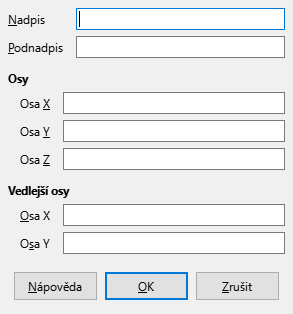 Nadpis
Podnadpis
Osy
Osa X
Osa Y
Osa Z
Vedlejší osy
Osa X
Osa Y
Nápověda OK Zrušit